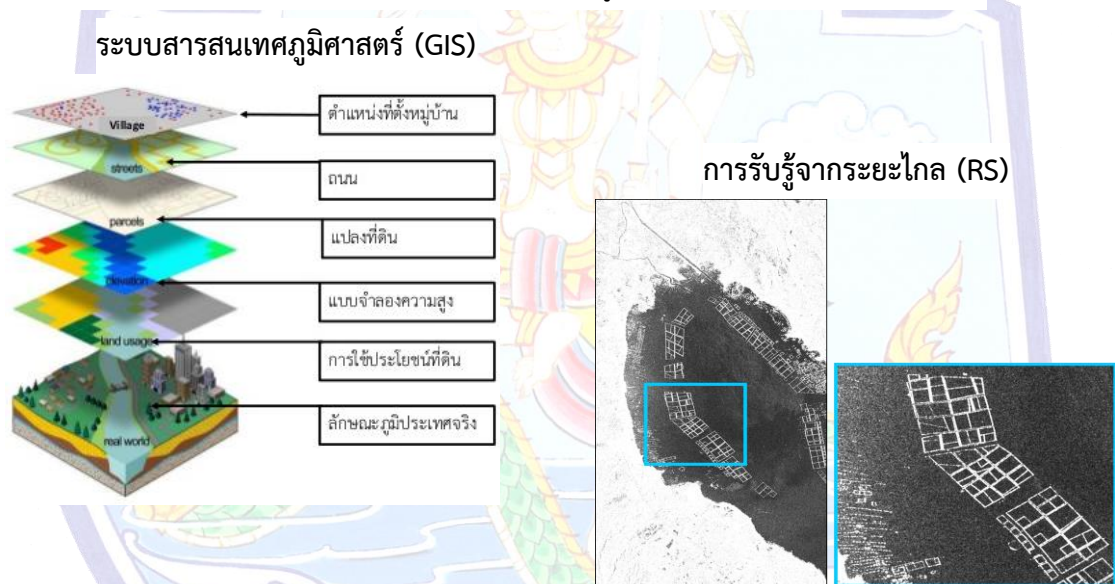 ระบบสารสนเทศภูมิศาสตร์ (GIS)
Village
ตำแหน่งที่ตั้งหมู่บ้าน
streets
ถนน
parcels
แปลงที่ดิน
elevation
แบบจำลองความสูง
land usage
การใช้ประโยชน์ที่ดิน
real world
ลักษณะภูมิประเทศจริง
การรับรู้จากระยะไกล (RS)